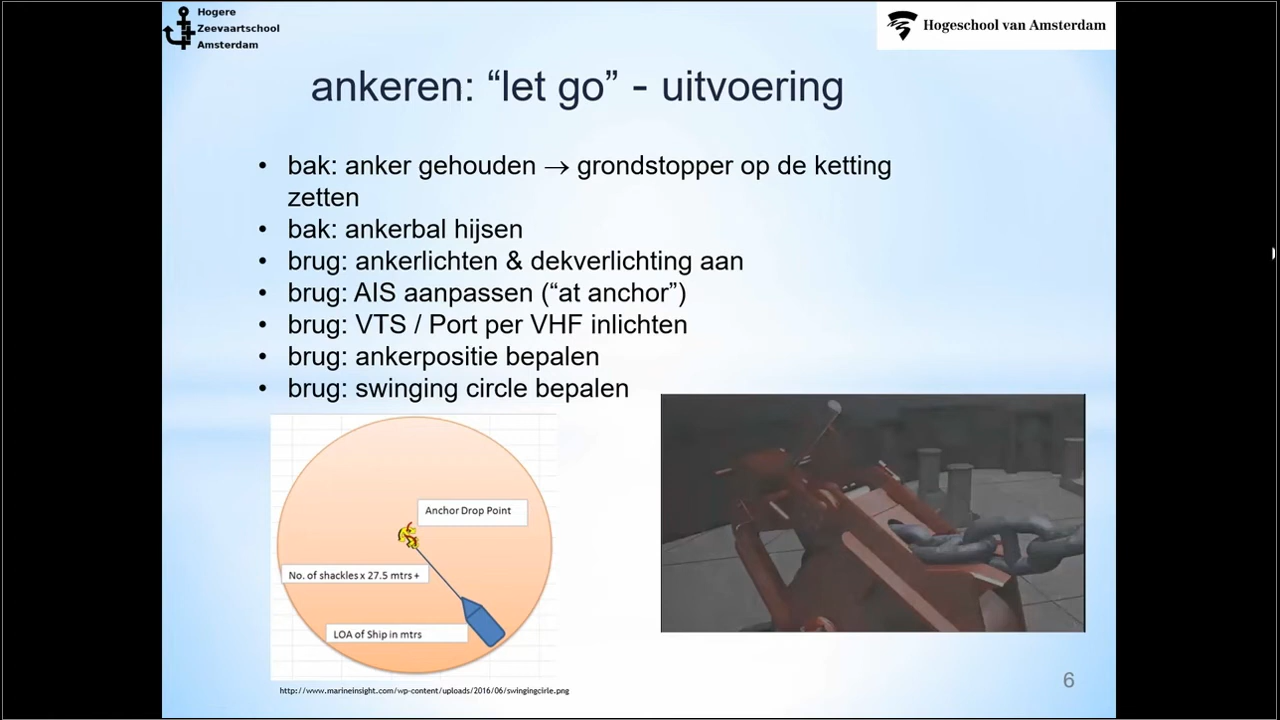 Hogere
Zeevaartschool
Amsterdam
Hogeschool van Amsterdam
ankeren: “let go” - uitvoering
• bak: anker gehouden → grondstopper op de ketting
zetten
• bak: ankerbal hijsen
• brug: ankerlichten & dekverlichting aan
• brug: AIS aanpassen (“at anchor”)
• brug: VTS / Port per VHF inlichten
• brug: ankerpositie bepalen
• brug: swinging circle bepalen
Anchor Drop Point
No. of shackles x 27.5 mtrs +
LOA of Ship in mtrs
http://www.marineinsight.com/wp-content/uploads/2016/06/swingingcirle.png
6